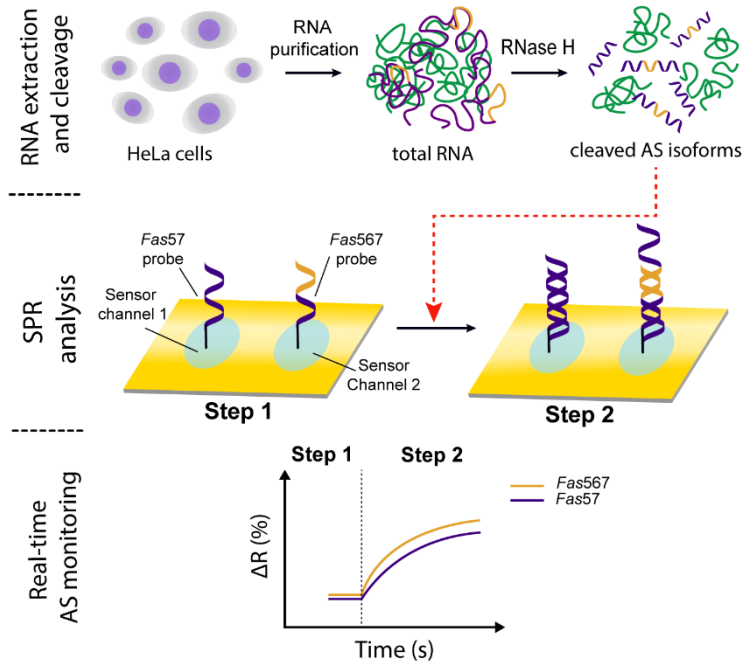 RNA extraction
and cleavage
HeLa cells
RNA
purification
total RNA
RNase H
cleaved AS isoforms
SPR
analysis
Fas57
probe
Fas567
probe
Sensor
channel 1
Sensor
Channel 2
Step 1
Step 2
Real-time
AS monitoring
Step 1
Step 2
Fas567
Fas57
ΔR (%)
Time (s)